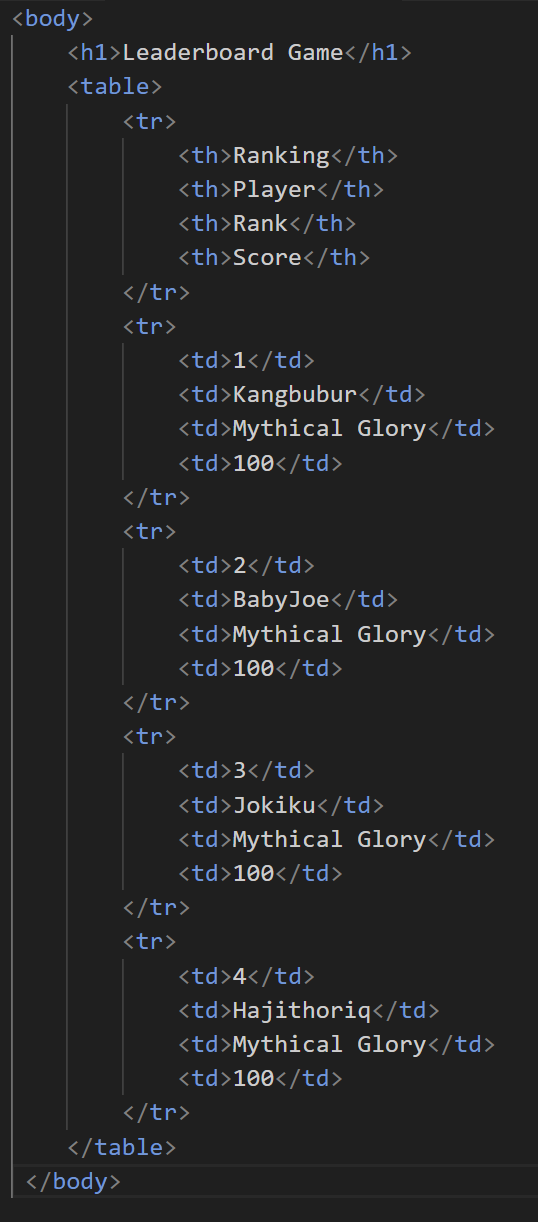 <body>
<h1>Leaderboard Game</h1>
<table>
<tr>
<th>Ranking</th>
<th>Player</th>
<th>Rank</th>
<th>Score</th>
</tr>
<tr>
<td>1</td>
<td>Kangbubur</td>
<td>Mythical Glory</td>
<td>100</td>
</tr>
<tr>
<td>2</td>
<td>BabyJoe</td>
<td>Mythical Glory</td>
<td>100</td>
</tr>
<tr>
<td>3</td>
<td>Jokiku</td>
<td>Mythical Glory</td>
<td>100</td>
</tr>
<tr>
<td>4</td>
<td>Hajithoriq</td>
<td>Mythical Glory</td>
<td>100</td>
</tr>
</table>
</body>